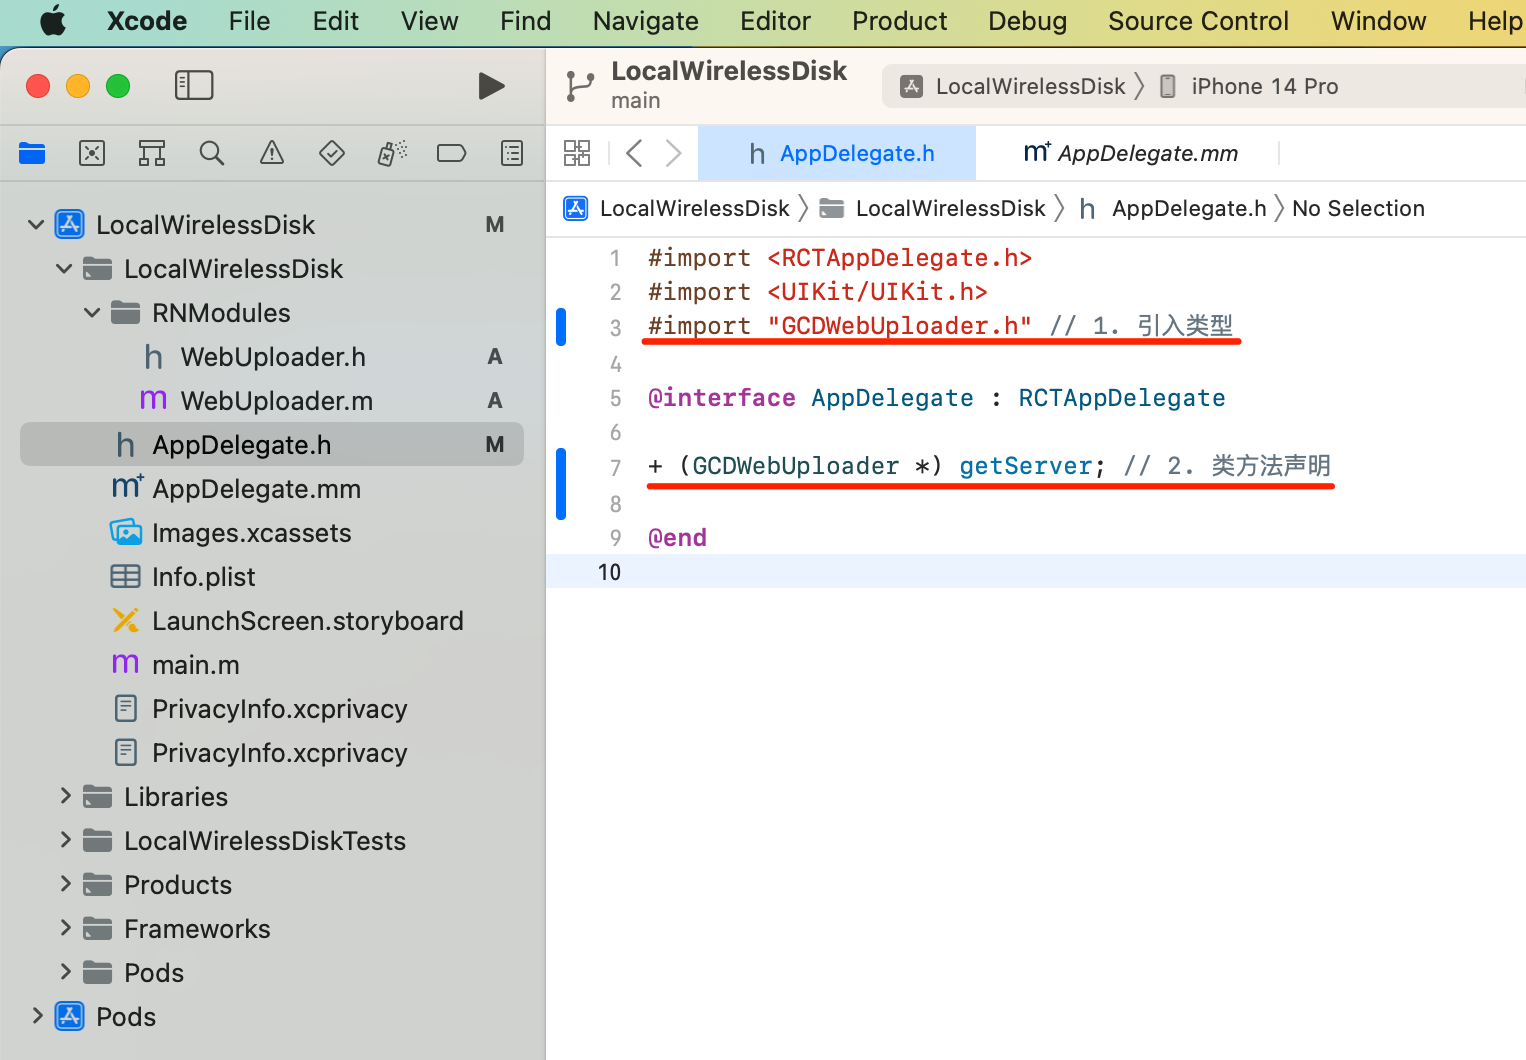 Xcode File Edit View Find Navigate Editor Product Debug Source Control Window Help
LocalWirelessDisk
main
LocalWirelessDisk 〉 iPhone 14 Pro
h AppDelegate.h
m+ AppDelegate.mm
LocalWirelessDisk 〉 LocalWirelessDisk 〉 h AppDelegate.h 〉 No Selection
LocalWirelessDisk M
LocalWirelessDisk
RNModules
h WebUploader.h A
m WebUploader.m A
h AppDelegate.h M
m+ AppDelegate.mm
Images.xcassets
Info.plist
LaunchScreen.storyboard
m main.m
PrivacyInfo.xcprivacy
PrivacyInfo.xcprivacy
Libraries
LocalWirelessDiskTests
Products
Frameworks
Pods
Pods
1 #import <RCTAppDelegate.h>
2 #import <UIKit/UIKit.h>
3 #import "GCDWebUploader.h" // 1. 引入类型
4
5 @interface AppDelegate : RCTAppDelegate
6
7 + (GCDWebUploader *) getServer; // 2. 类方法声明
8
9 @end
10